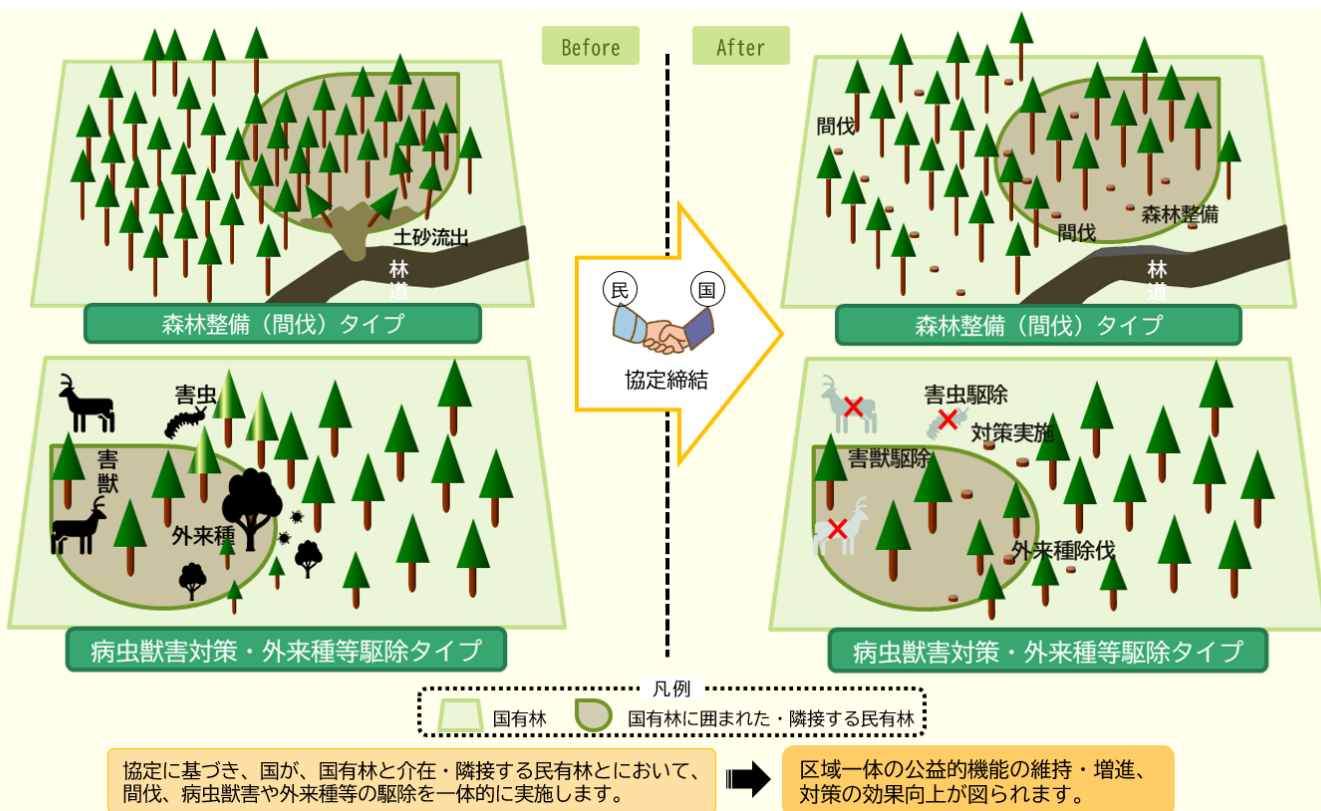 Before
After
土砂流出
林道
森林整備（間伐）タイプ
間伐
間伐
森林整備
林道
森林整備（間伐）タイプ
民
国
協定締結
害虫
害獣
外来種
病虫獣害対策・外来種等駆除タイプ
害虫駆除
対策実施
害獣駆除
外来種除伐
病虫獣害対策・外来種等駆除タイプ
凡例
国有林
国有林に囲まれた・隣接する民有林
協定に基づき、国が、国有林と介在・隣接する民有林とにおいて、
間伐、病虫獣害や外来種等の駆除を一体的に実施します。
区域一体の公益的機能の維持・増進、
対策の効果向上が図られます。